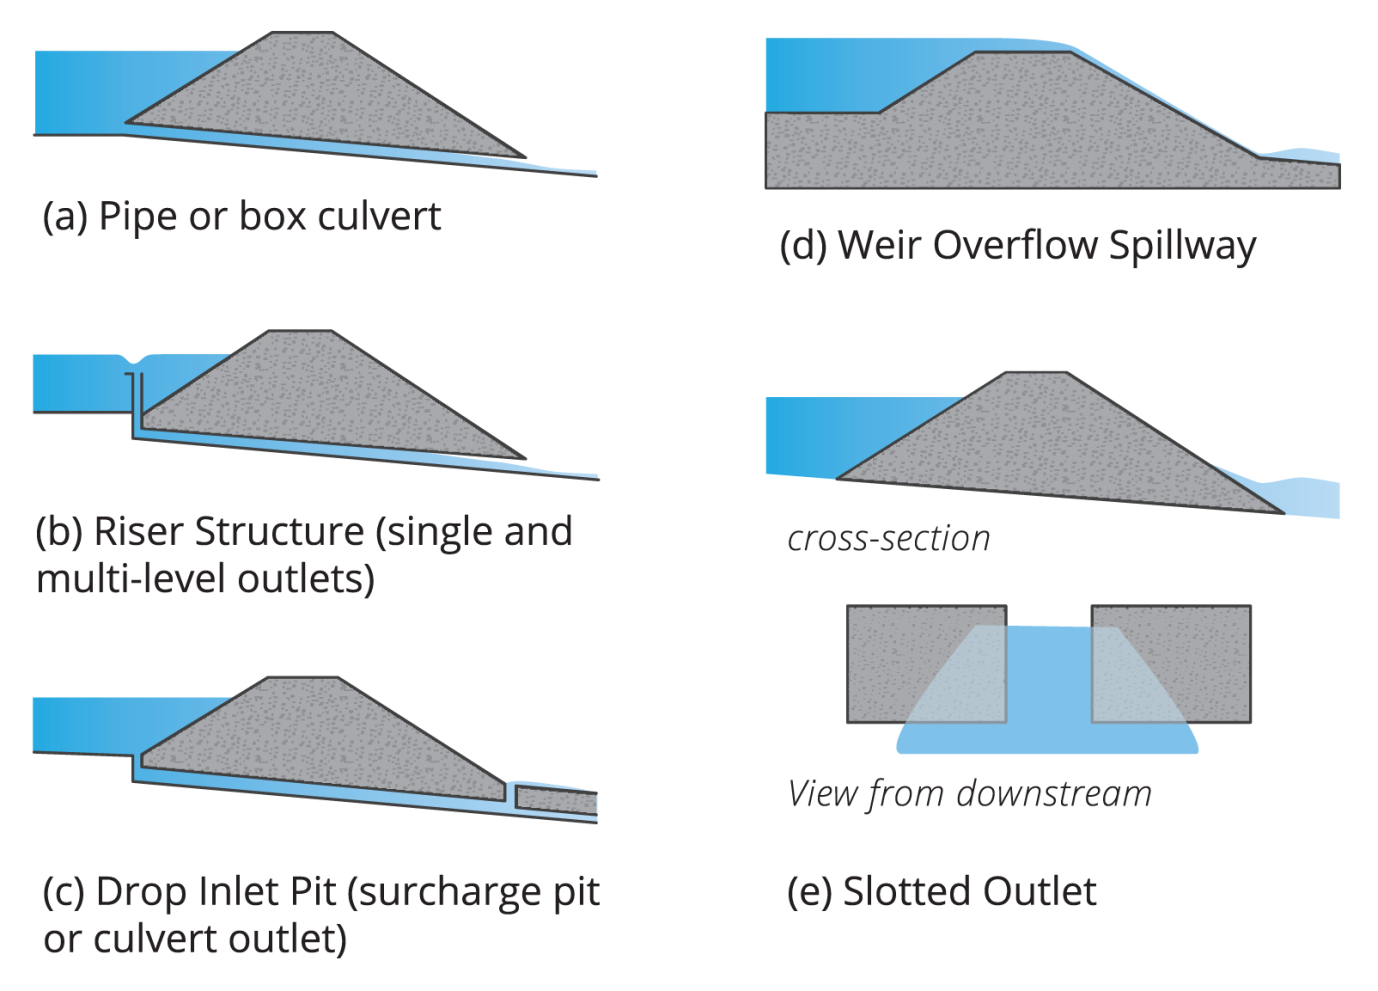 (a) Pipe or box culvert
(b) Riser Structure (single and
multi-level outlets)
(c) Drop Inlet Pit (surcharge pit
or culvert outlet)
(d) Weir Overflow Spillway
cross-section
View from downstream
(e) Slotted Outlet